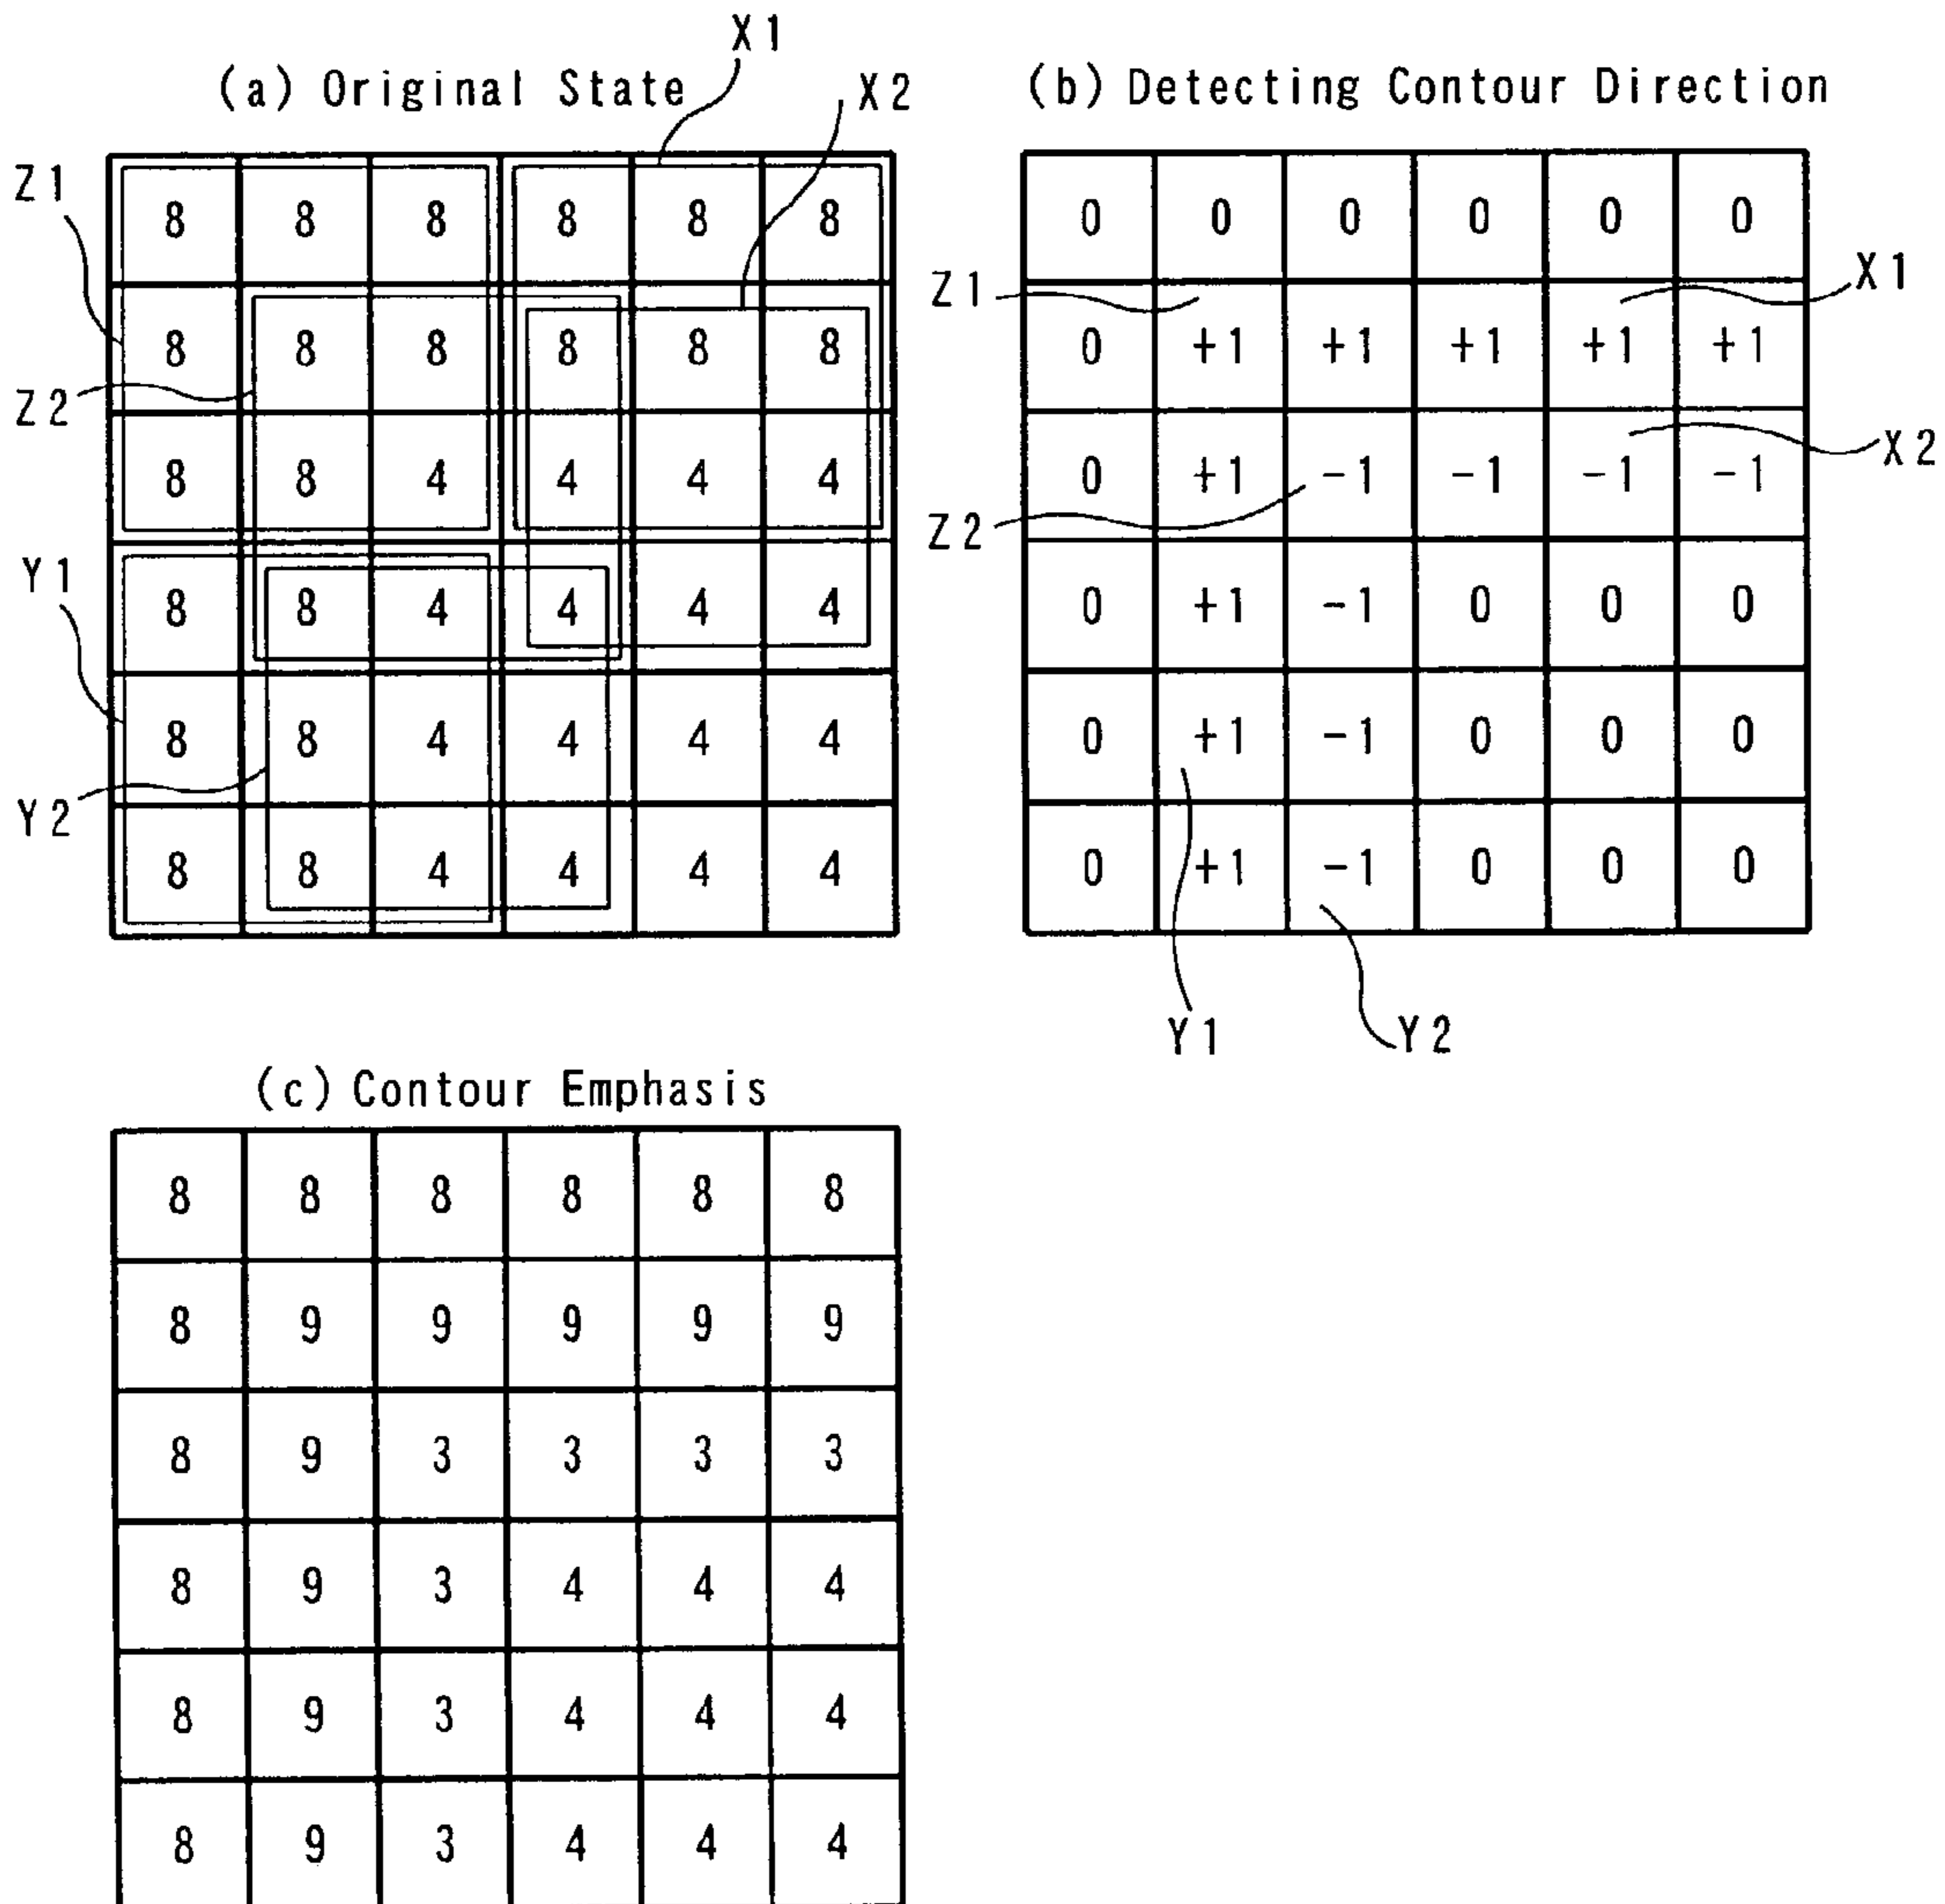 (a) Original State
X1
X2
Z1
Z2
Y1
Y2
8 8 8 8 8 8
8 8 8 8 8 8
8 8 4 4 4 4
8 8 4 4 4 4
8 8 4 4 4 4
8 8 4 4 4 4
(b) Detecting Contour Direction
Z1
X1
X2
Z2
0 0 0 0 0 0
0 +1 +1 +1 +1 +1
0 +1 -1 -1 -1 -1
0 +1 -1 0 0 0
0 +1 -1 0 0 0
0 +1 -1 0 0 0
Y1
Y2
(c) Contour Emphasis
8 8 8 8 8 8
8 9 9 9 9 9
8 9 3 3 3 3
8 9 3 4 4 4
8 9 3 4 4 4
8 9 3 4 4 4